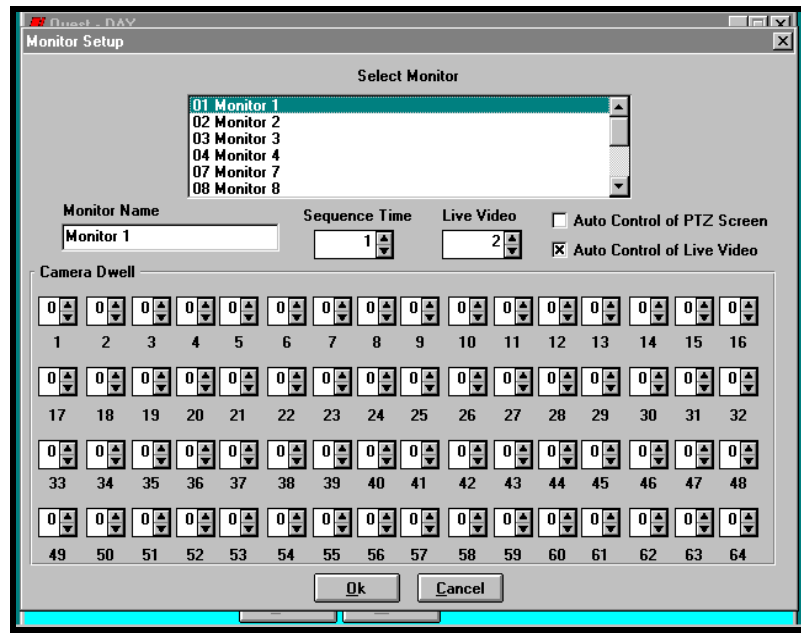 Quest - DAY
Monitor Setup
Select Monitor
01 Monitor 1
02 Monitor 2
03 Monitor 3
04 Monitor 4
07 Monitor 7
08 Monitor 8
Monitor Name
Sequence Time
Live Video
Auto Control of PTZ Screen
Monitor 1
1
2
Auto Control of Live Video
Camera Dwell
0 0 0 0 0 0 0 0 0 0 0 0 0 0 0 0
1 2 3 4 5 6 7 8 9 10 11 12 13 14 15 16
0 0 0 0 0 0 0 0 0 0 0 0 0 0 0 0
17 18 19 20 21 22 23 24 25 26 27 28 29 30 31 32
0 0 0 0 0 0 0 0 0 0 0 0 0 0 0 0
33 34 35 36 37 38 39 40 41 42 43 44 45 46 47 48
0 0 0 0 0 0 0 0 0 0 0 0 0 0 0 0
49 50 51 52 53 54 55 56 57 58 59 60 61 62 63 64
Ok
Cancel